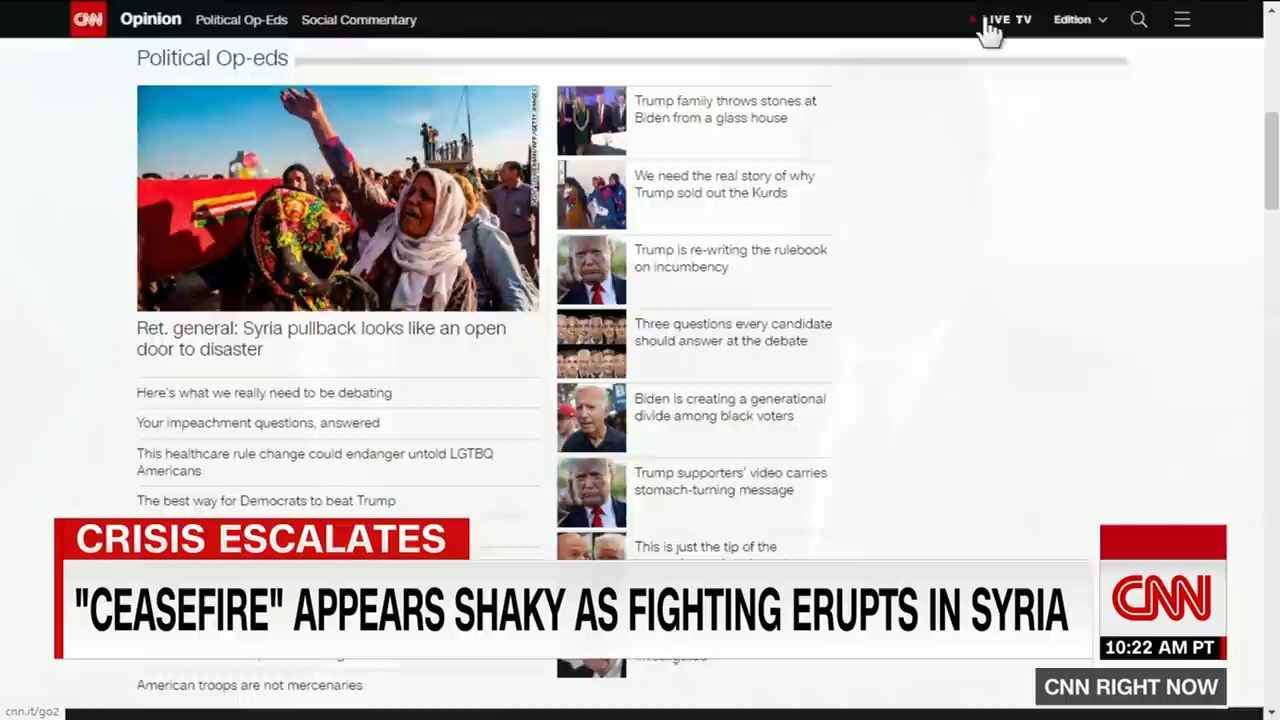 CNN Opinion Political Op-Eds Social Commentary
Edition
Political Op-eds
Ret. general: Syria pullback looks like an open
door to disaster
Here's what we really need to be debating
Your impeachment questions, answered
This healthcare rule change could endanger untold LGTBQ
Americans
The best way for Democrats to beat Trump
American troops are not mercenaries
Trump family throws stones at
Biden from a glass house
We need the real story of why
Trump sold out the Kurds
Trump is re-writing the rulebook
on incumbency
Three questions every candidate
should answer at the debate
Biden is creating a generational
divide among black voters
Trump supporters' video carries
stomach-turning message
This is just the tip of the
CRISIS ESCALATES
"CEASEFIRE" APPEARS SHAKY AS FIGHTING ERUPTS IN SYRIA
CNN
10:22 AM PT
CNN RIGHT NOW
cnn.it/go2